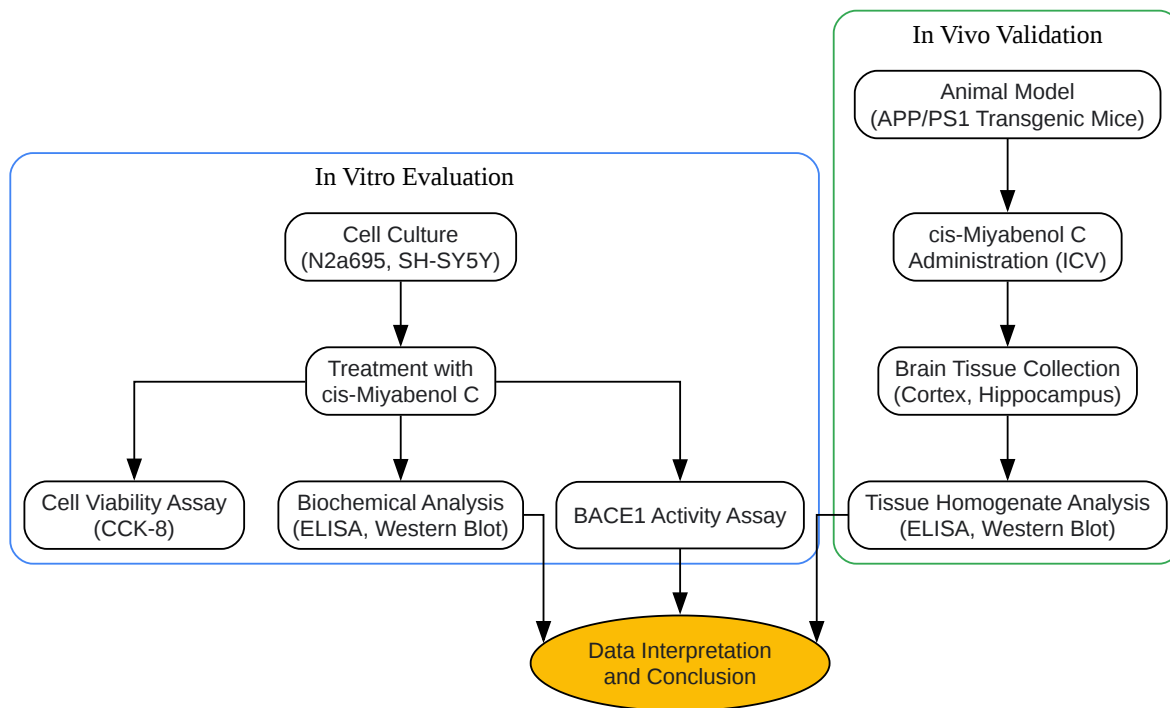 In Vitro Evaluation
Cell Culture
(N2a695, SH-SY5Y)
Treatment with
cis-Miyabenol C
Cell Viability Assay
(CCK-8)
Biochemical Analysis
(ELISA, Western Blot)
BACE1 Activity Assay
In Vivo Validation
Animal Model
(APP/PS1 Transgenic Mice)
cis-Miyabenol C
Administration (ICV)
Brain Tissue Collection
(Cortex, Hippocampus)
Tissue Homogenate Analysis
(ELISA, Western Blot)
Data Interpretation
and Conclusion